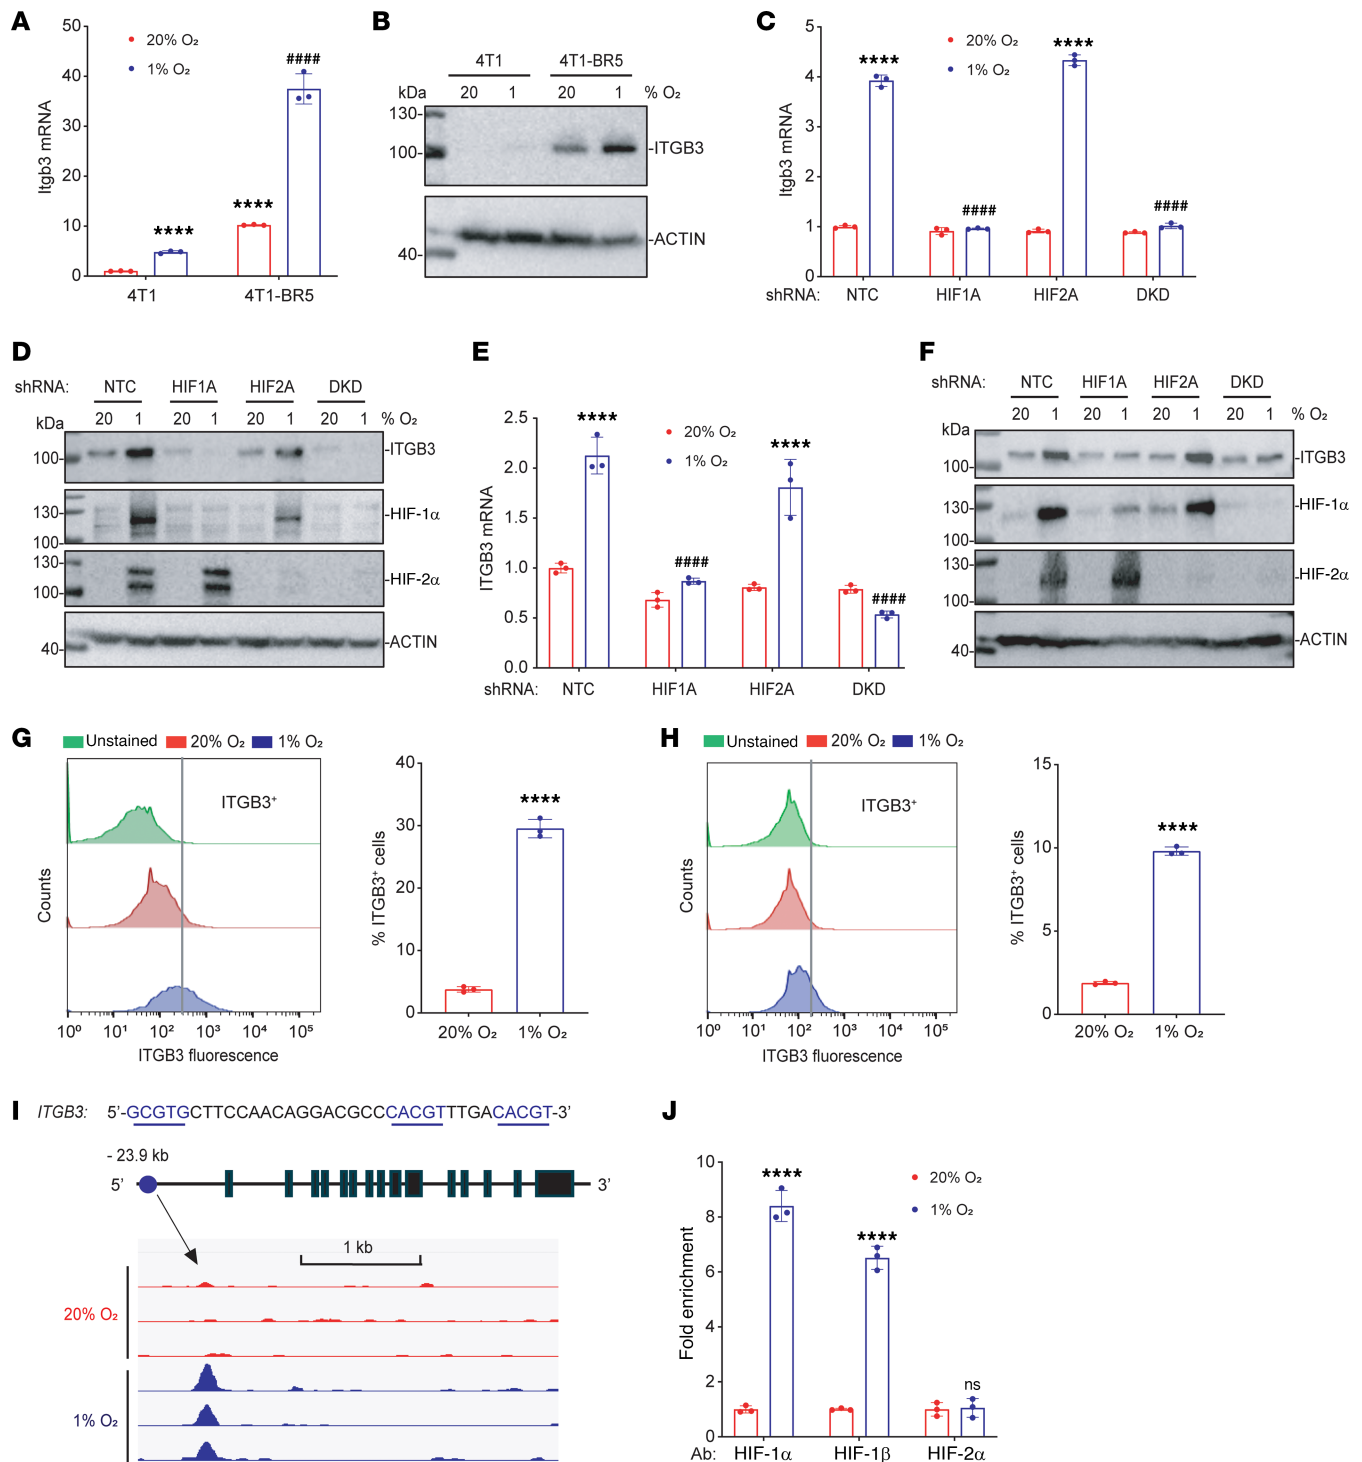 A
50
40
30
20
10
0
Itgb3 mRNA
20% O₂
1% O₂
****
****
####
4T1
4T1-BR5
B
4T1
4T1-BR5
kDa
20
1
20
1
% O₂
130-
100-
-ITGB3
40-
-ACTIN
C
5
4
3
2
1
0
Itgb3 mRNA
20% O₂
1% O₂
****
####
****
####
shRNA:
NTC
HIF1A
HIF2A
DKD
D
shRNA:
NTC
HIF1A
HIF2A
DKD
kDa
20
1
20
1
20
1
20
1
% O₂
100-
-ITGB3
130-
-HIF-1α
100-
130-
-HIF-2α
100-
40-
-ACTIN
E
2.5
2.0
1.5
1.0
0.5
0.0
ITGB3 mRNA
20% O₂
1% O₂
****
####
****
####
shRNA:
NTC
HIF1A
HIF2A
DKD
F
shRNA:
NTC
HIF1A
HIF2A
DKD
20
1
20
1
20
1
20
1
% O₂
kDa
100-
-ITGB3
130-
-HIF-1α
100-
130-
-HIF-2α
100-
40-
-ACTIN
G
Unstained
20% O₂
1% O₂
ITGB3⁺
Counts
10⁰
10¹
10²
10³
10⁴
10⁵
ITGB3 fluorescence
40
30
20
10
0
% ITGB3⁺ cells
****
20% O₂
1% O₂
H
Unstained
20% O₂
1% O₂
ITGB3⁺
Counts
10⁰
10¹
10²
10³
10⁴
10⁵
ITGB3 fluorescence
15
10
5
0
% ITGB3⁺ cells
****
20% O₂
1% O₂
I
ITGB3: 5'-GCGTGCTTCCAACAGGACGCCCACGTTTGACACGT-3'
- 23.9 kb
5'
3'
1 kb
20% O₂
1% O₂
J
10
8
6
4
2
0
Fold enrichment
20% O₂
1% O₂
****
****
ns
Ab:
HIF-1α
HIF-1β
HIF-2α